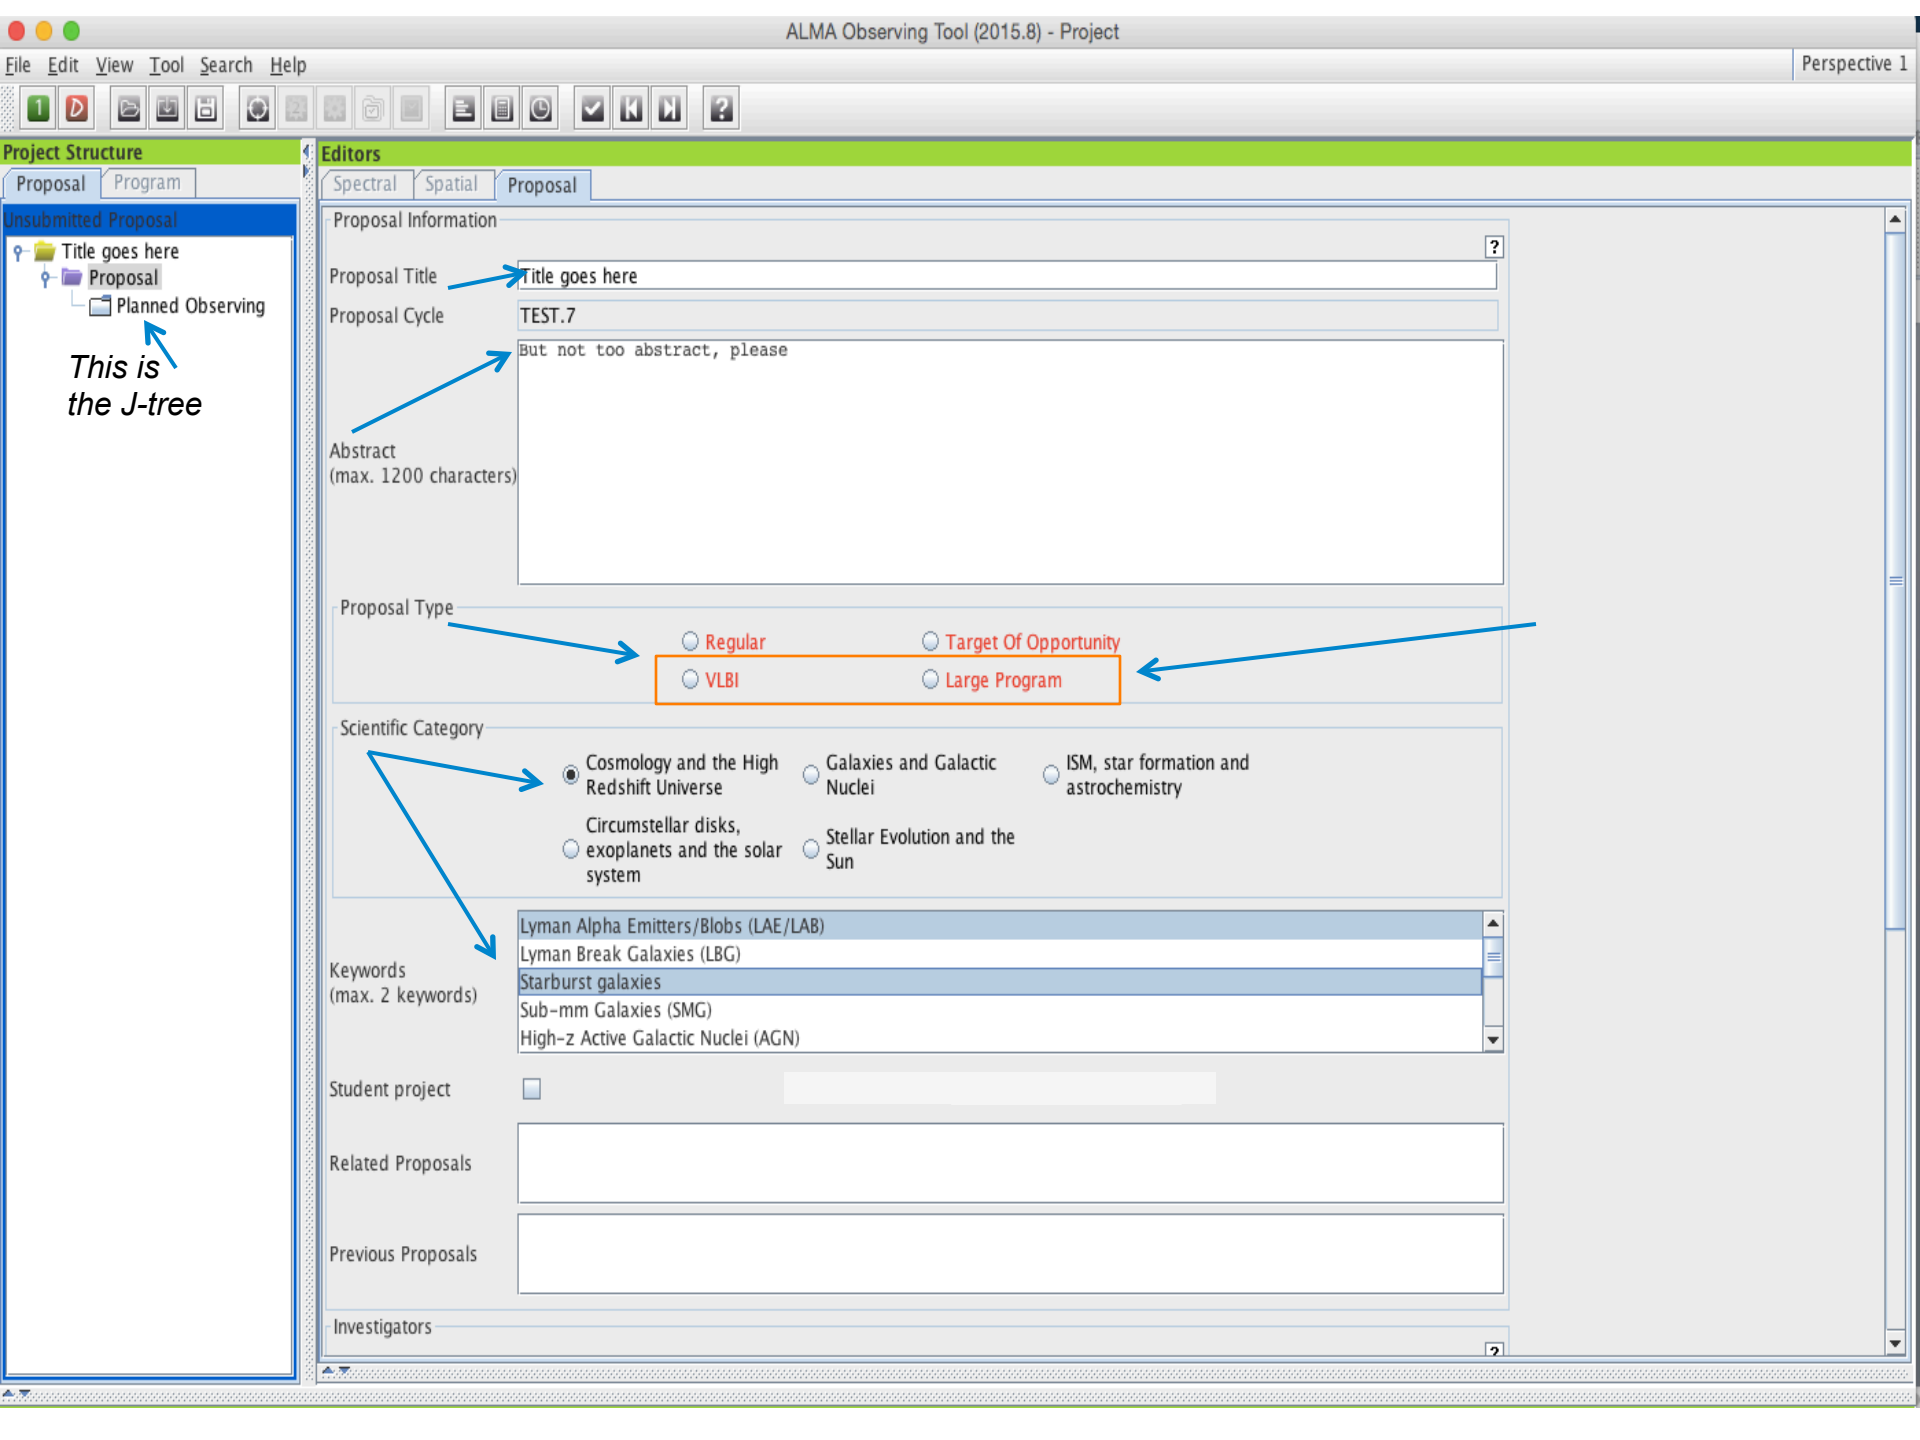 ALMA Observing Tool (2015.8) - Project
File Edit View Tool Search Help
Perspective 1
1 D
2
?
Project Structure
Editors
Proposal Program
Spectral Spatial Proposal
Unsubmitted Proposal
Title goes here
Proposal
Planned Observing
This is
the J-tree
Proposal Information
?
Proposal Title
Title goes here
Proposal Cycle
TEST.7
But not too abstract, please
Abstract
(max. 1200 characters)
Proposal Type
Regular
Target Of Opportunity
VLBI
Large Program
Scientific Category
Cosmology and the High
Redshift Universe
Galaxies and Galactic
Nuclei
ISM, star formation and
astrochemistry
Circumstellar disks,
exoplanets and the solar
system
Stellar Evolution and the
Sun
Keywords
(max. 2 keywords)
Lyman Alpha Emitters/Blobs (LAE/LAB)
Lyman Break Galaxies (LBG)
Starburst galaxies
Sub-mm Galaxies (SMG)
High-z Active Galactic Nuclei (AGN)
Student project
Related Proposals
Previous Proposals
Investigators
?